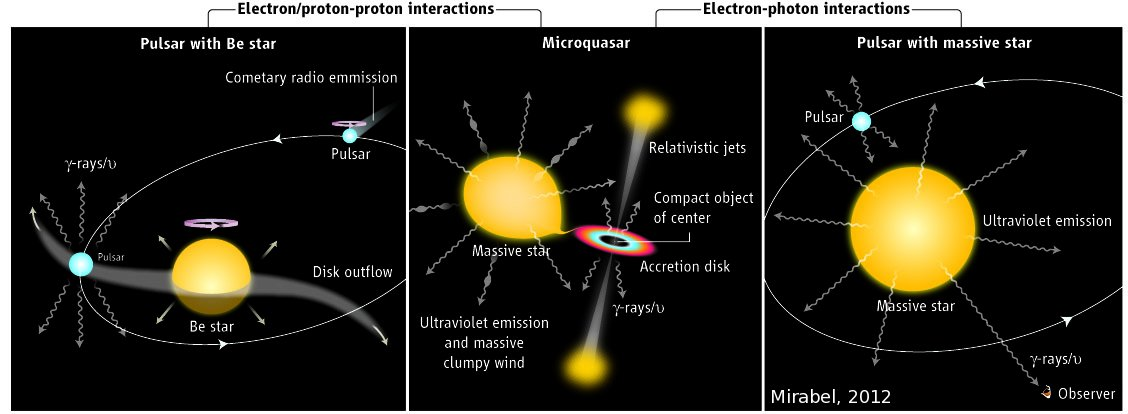 Electron/proton-proton interactions
Electron-photon interactions
Pulsar with Be star
Cometary radio emmission
Pulsar
γ-rays/υ
Pulsar
Disk outflow
Be star
Microquasar
Relativistic jets
Compact object
of center
Massive star
Accretion disk
γ-rays/υ
Ultraviolet emission
and massive
clumpy wind
Pulsar with massive star
Pulsar
Ultraviolet emission
Massive star
γ-rays/υ
Observer
Mirabel, 2012